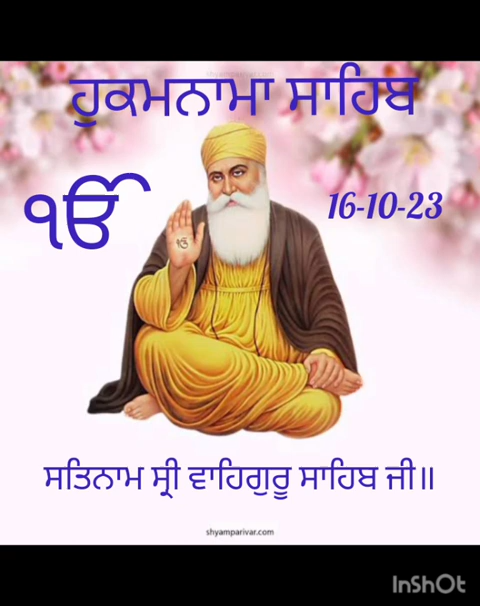 ਹੁਕਮਨਾਮਾ ਸਾਹਿਬ
ੴ
16-10-23
ੴ
ਸਤਿਨਾਮ ਸ੍ਰੀ ਵਾਹਿਗੁਰੂ ਸਾਹਿਬ ਜੀ॥
shyamparivar.com
InShOt